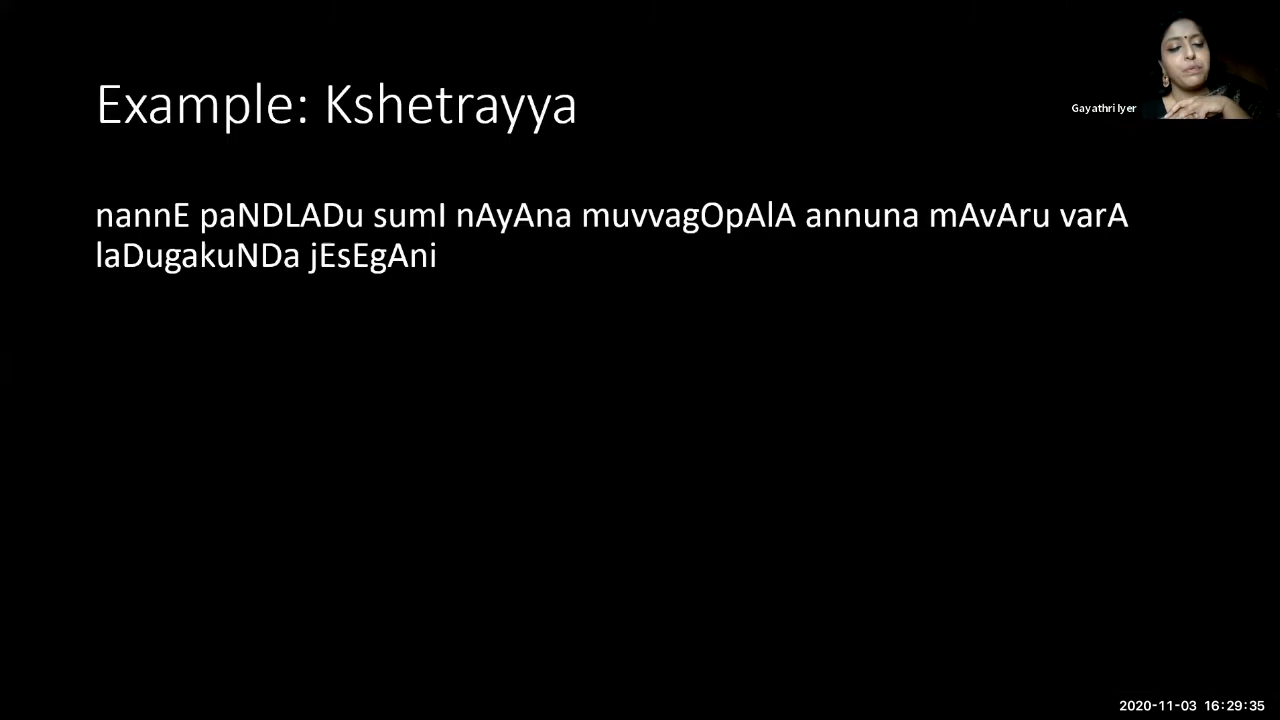 Example: Kshetrayya
Gayathri Iyer
nannE paNDLADu sumI nAyAna muvvagOpAlA annuna mAvAru varA
laDugakuNDa jEsEgAni
2020-11-03 16:29:35